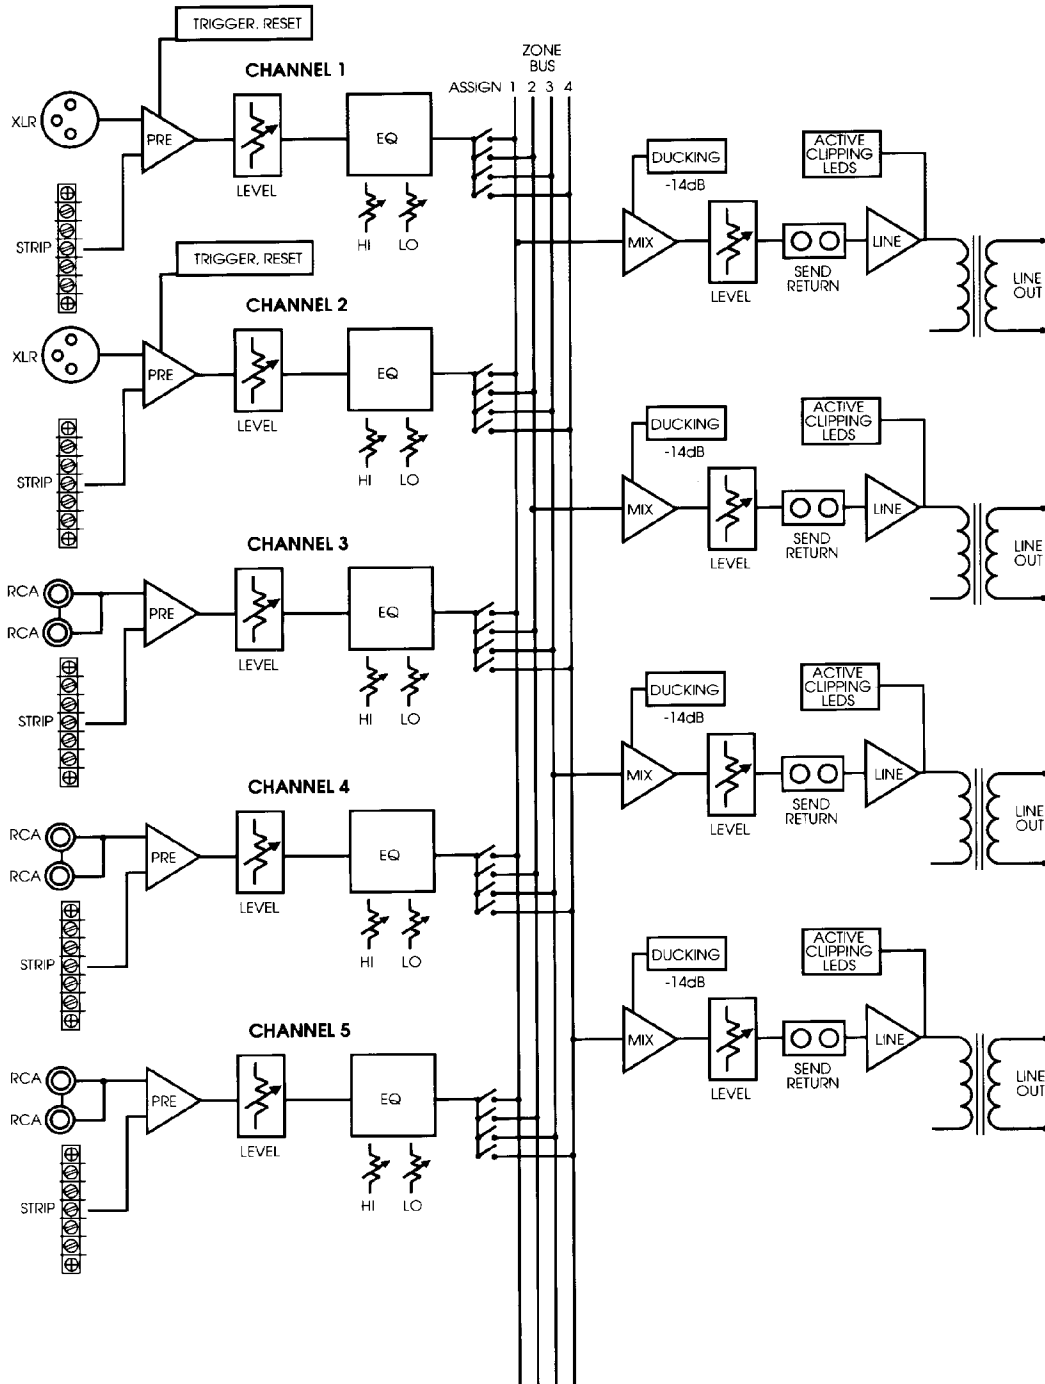 TRIGGER, RESET
ZONE
BUS
CHANNEL 1
ASSIGN 1 2 3 4
XLR
PRE
EQ
LEVEL
STRIP
HI LO
TRIGGER, RESET
CHANNEL 2
XLR
PRE
EQ
LEVEL
STRIP
HI LO
CHANNEL 3
RCA
RCA
PRE
EQ
LEVEL
STRIP
HI LO
CHANNEL 4
RCA
RCA
PRE
EQ
LEVEL
STRIP
HI LO
CHANNEL 5
RCA
RCA
PRE
EQ
LEVEL
STRIP
HI LO
DUCKING
-14dB
ACTIVE
CLIPPING
LEDS
MIX
LEVEL
SEND
RETURN
LINE
LINE
OUT
DUCKING
-14dB
ACTIVE
CLIPPING
LEDS
MIX
LEVEL
SEND
RETURN
LINE
LINE
OUT
DUCKING
-14dB
ACTIVE
CLIPPING
LEDS
MIX
LEVEL
SEND
RETURN
LINE
LINE
OUT
DUCKING
-14dB
ACTIVE
CLIPPING
LEDS
MIX
LEVEL
SEND
RETURN
LINE
LINE
OUT